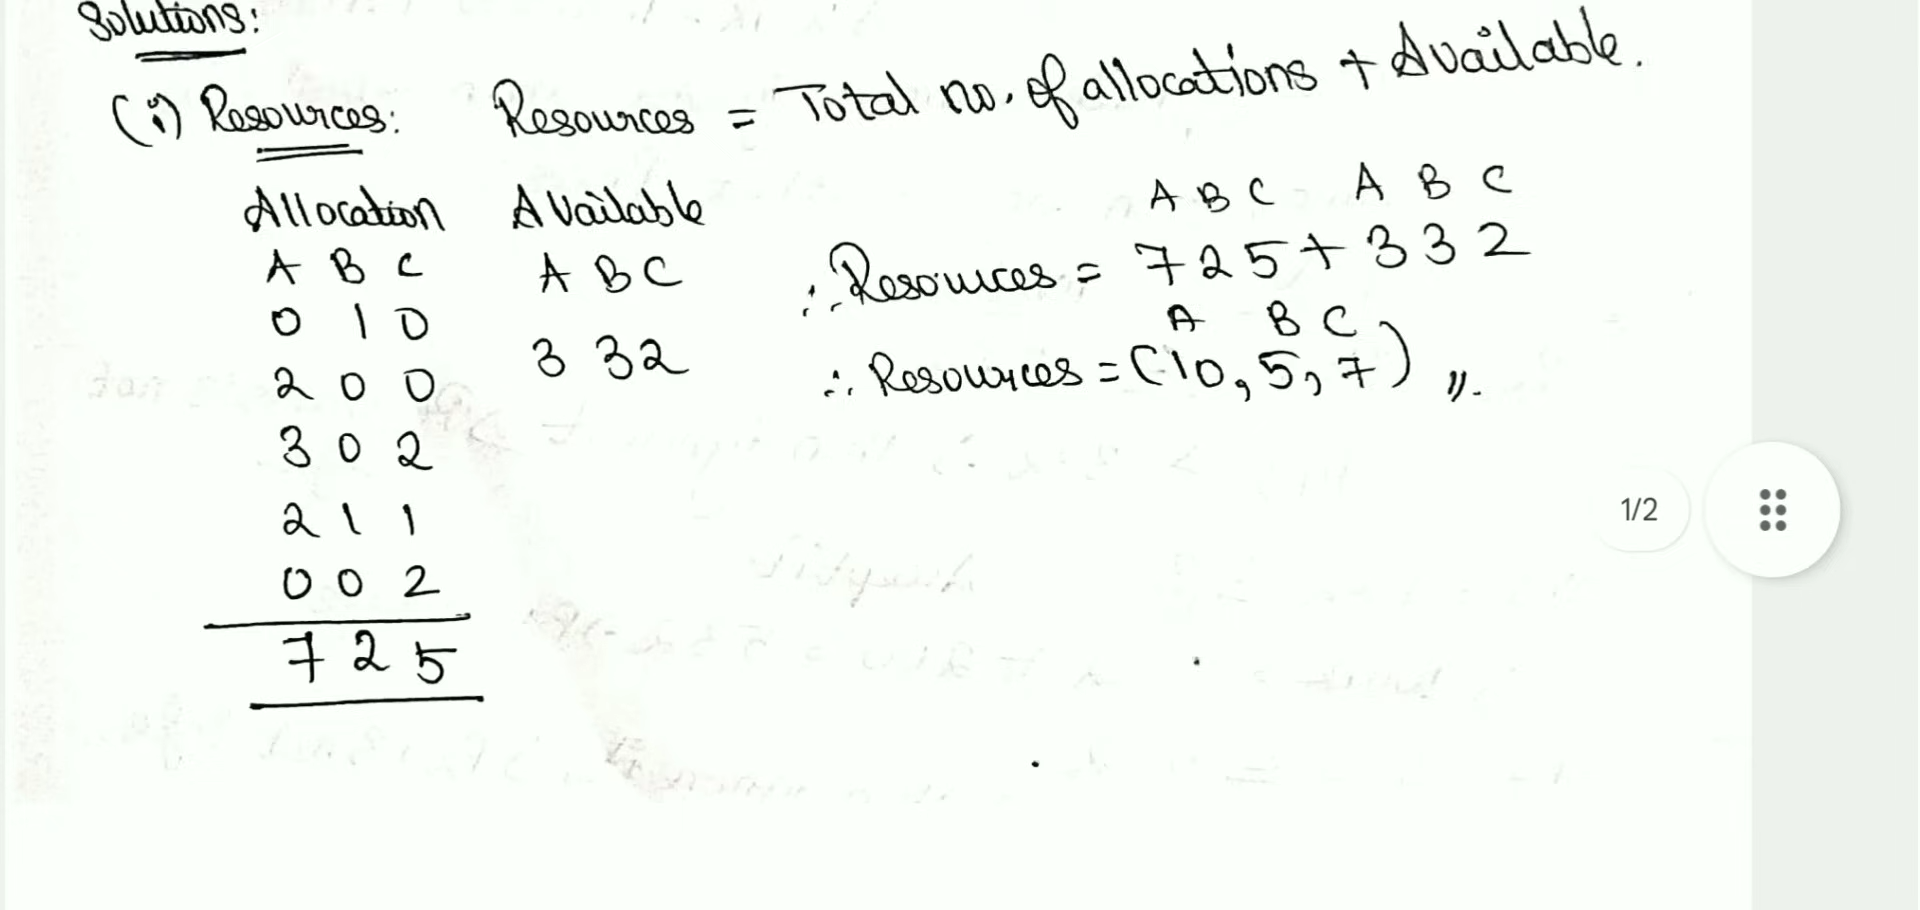 Solutions:
(i) Resources: Resources = Total no. of allocations + Available.
Allocation Available
A B C A B C
A B C A B C
∴ Resources = 7 2 5 + 3 3 2
0 1 0
3 3 2
A B C
∴ Resources = (10, 5, 7) //.
2 0 0
3 0 2
2 1 1
0 0 2
7 2 5
1/2